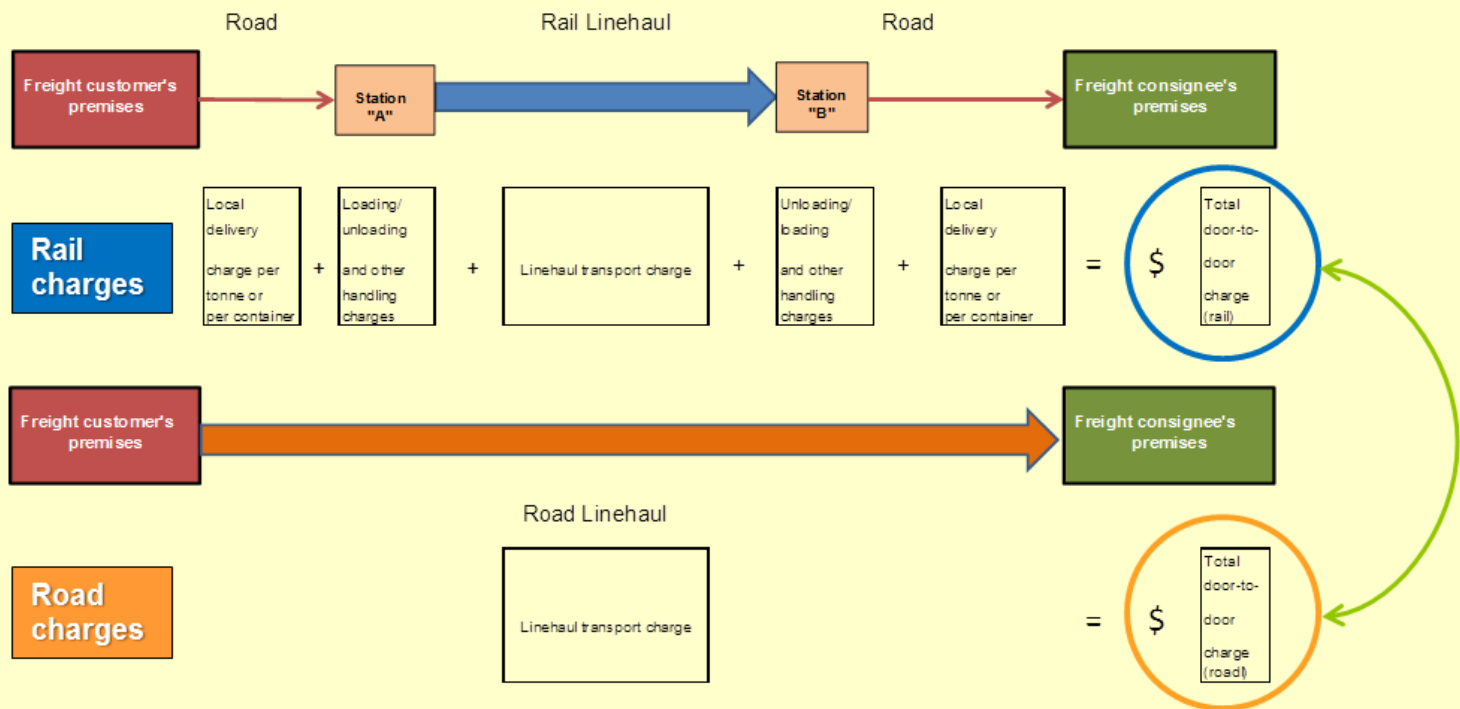 Road
Rail Linehaul
Road
Freight customer's
premises
Station
"A"
Station
"B"
Freight consignee's
premises
Rail
charges
Local
delivery
charge per
tonne or
per container
+
Loading/
unloading
and other
handling
charges
+
Linehaul transport charge
+
Unloading/
loading
and other
handling
charges
+
Local
delivery
charge per
tonne or
per container
=
$
Total
door-to-
door
charge
(rail)
Freight customer's
premises
Freight consignee's
premises
Road Linehaul
Road
charges
Linehaul transport charge
=
$
Total
door-to-
door
charge
(roadl)